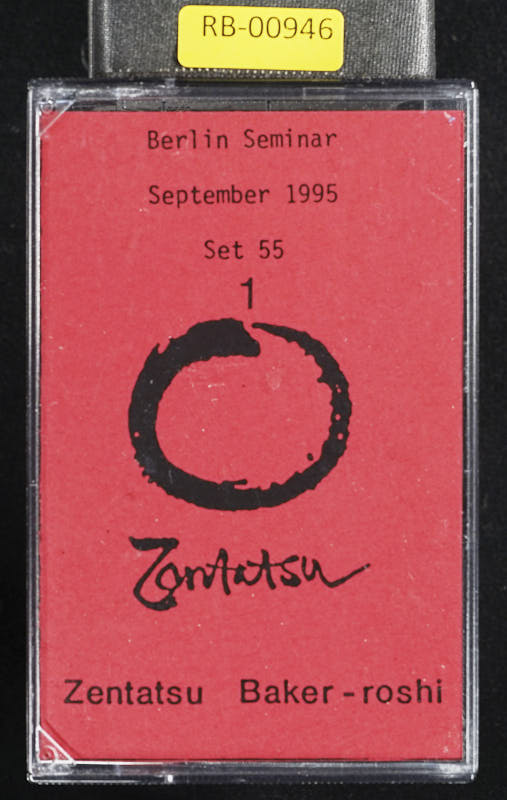 RB-00946
Berlin Seminar
September 1995
Set 55
1
Zentatsu
Zentatsu Baker-roshi